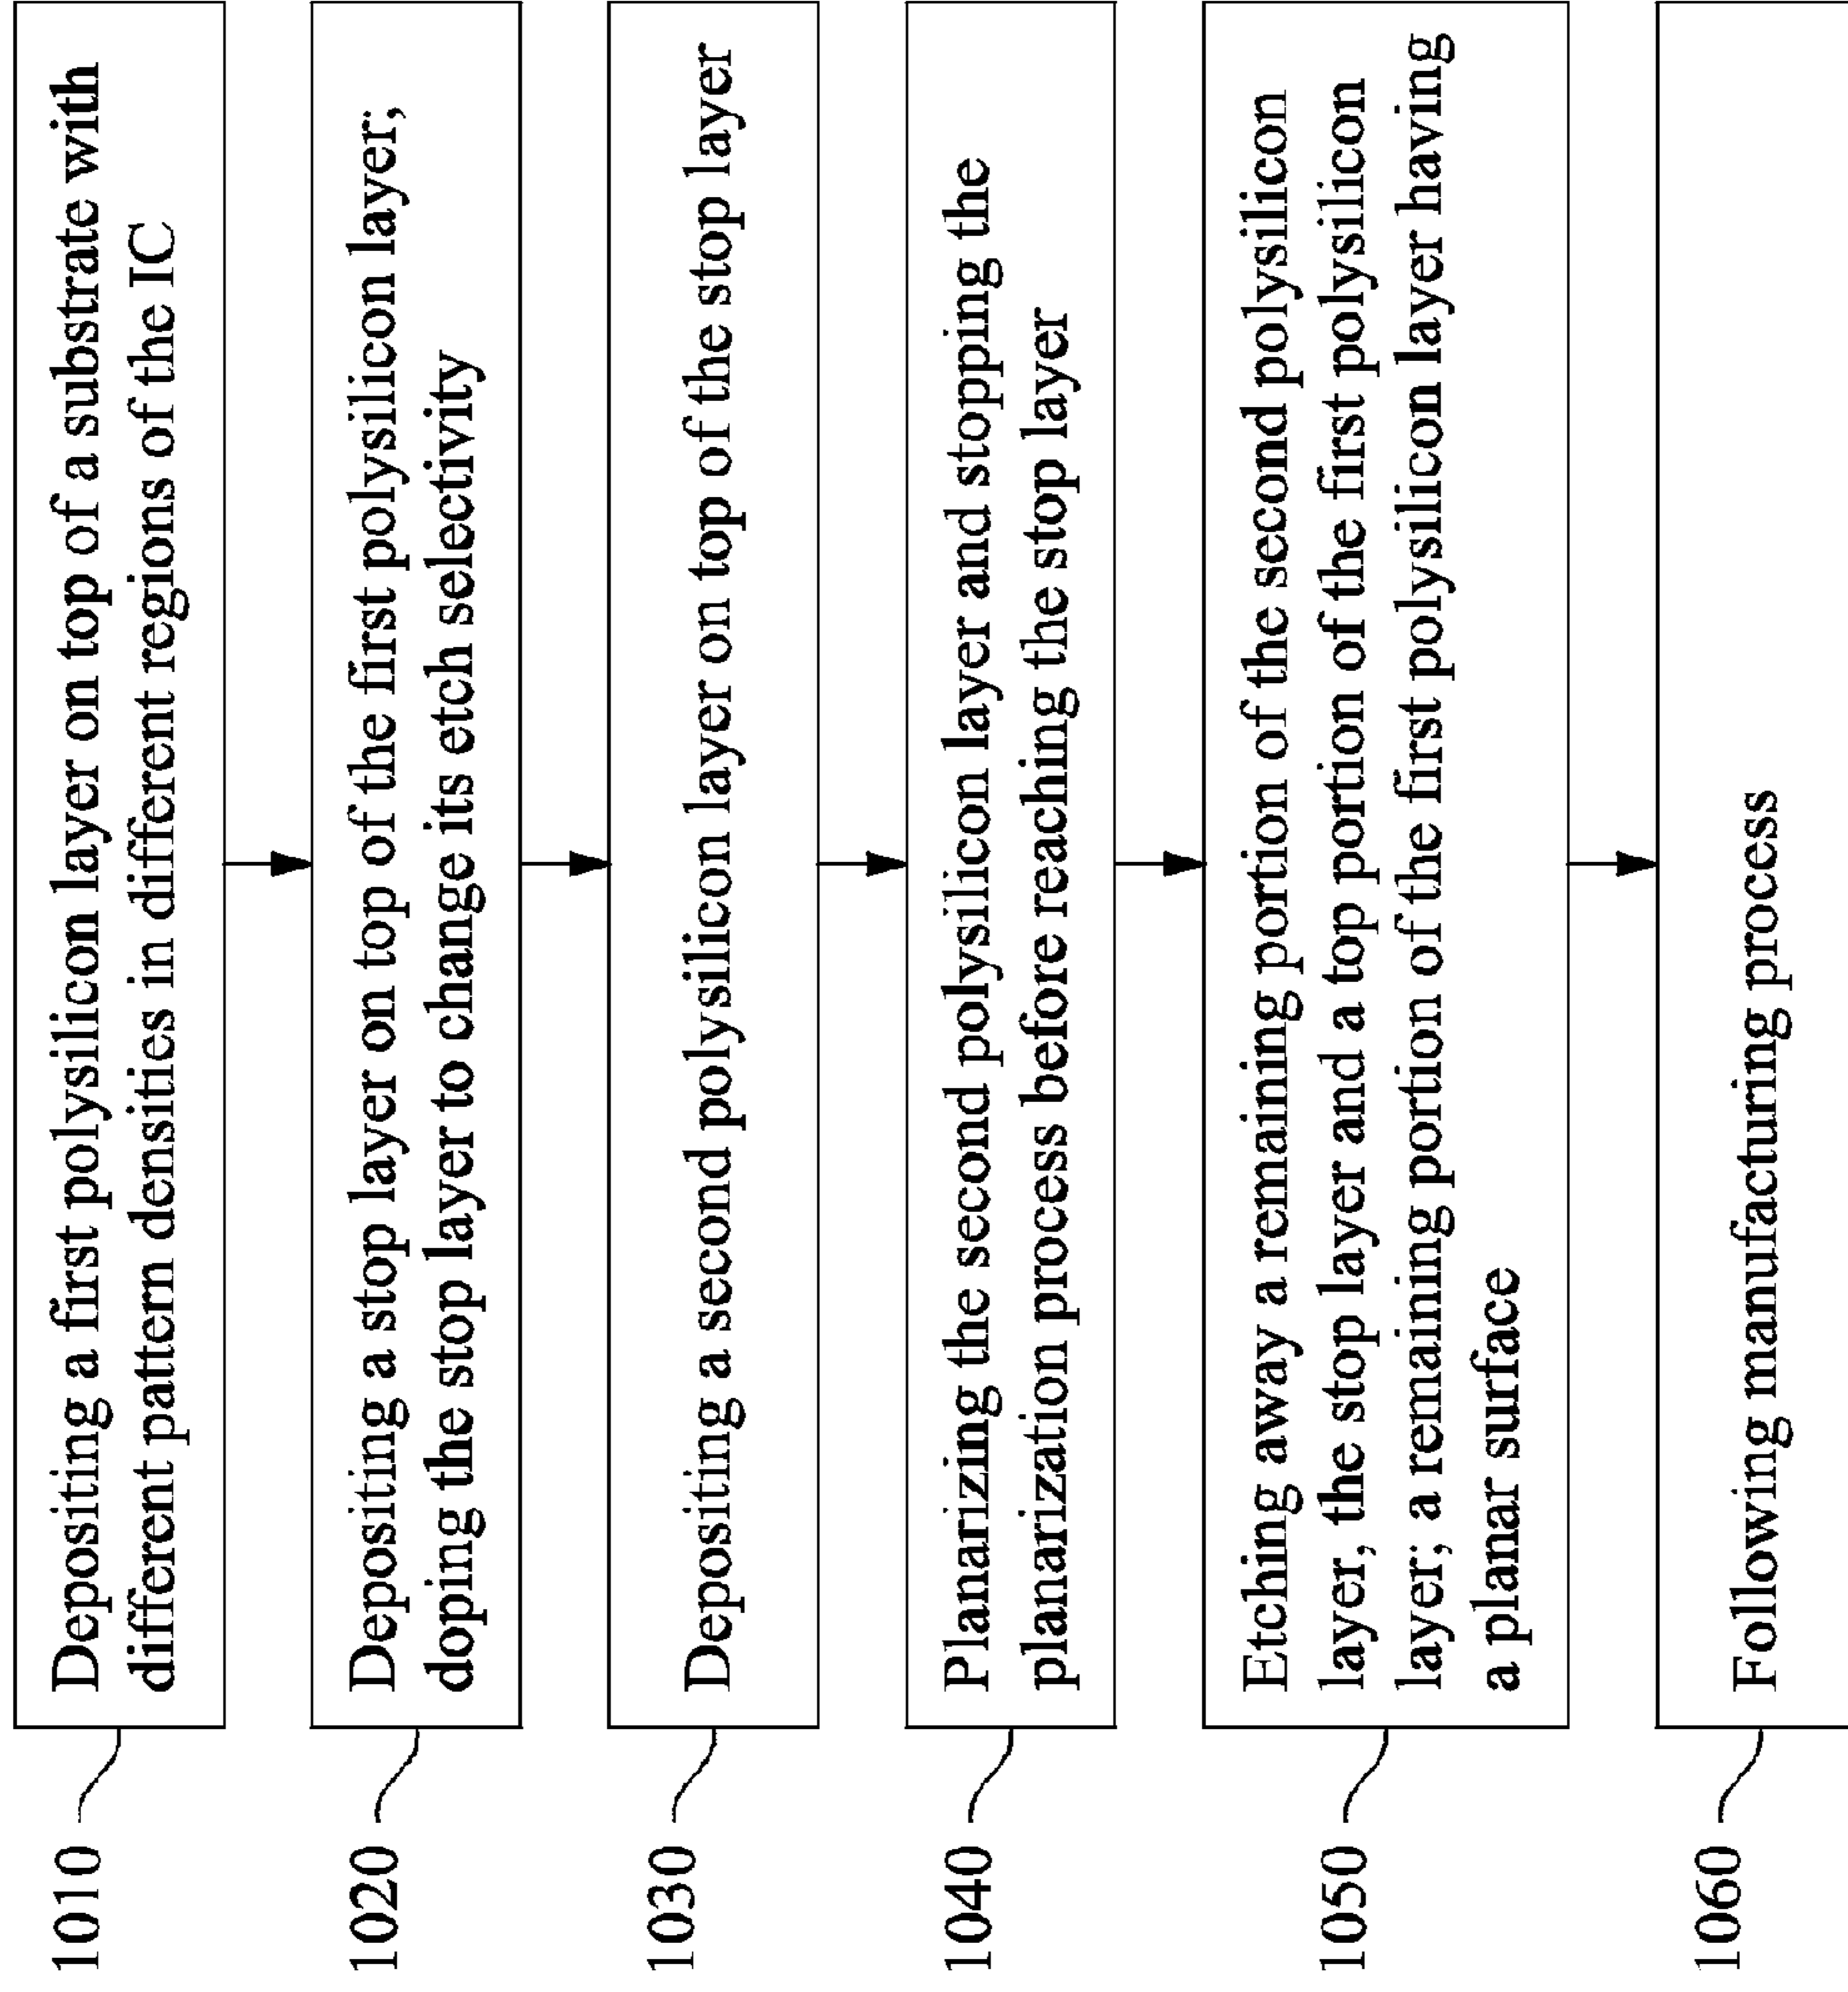 1010
Depositing a first polysilicon layer on top of a substrate with
different pattern densities in different regions of the IC
1020
Depositing a stop layer on top of the first polysilicon layer;
doping the stop layer to change its etch selectivity
1030
Depositing a second polysilicon layer on top of the stop layer
1040
Planarizing the second polysilicon layer and stopping the
planarization process before reaching the stop layer
1050
Etching away a remaining portion of the second polysilicon
layer, the stop layer and a top portion of the first polysilicon
layer; a remaining portion of the first polysilicon layer having
a planar surface
1060
Following manufacturing process